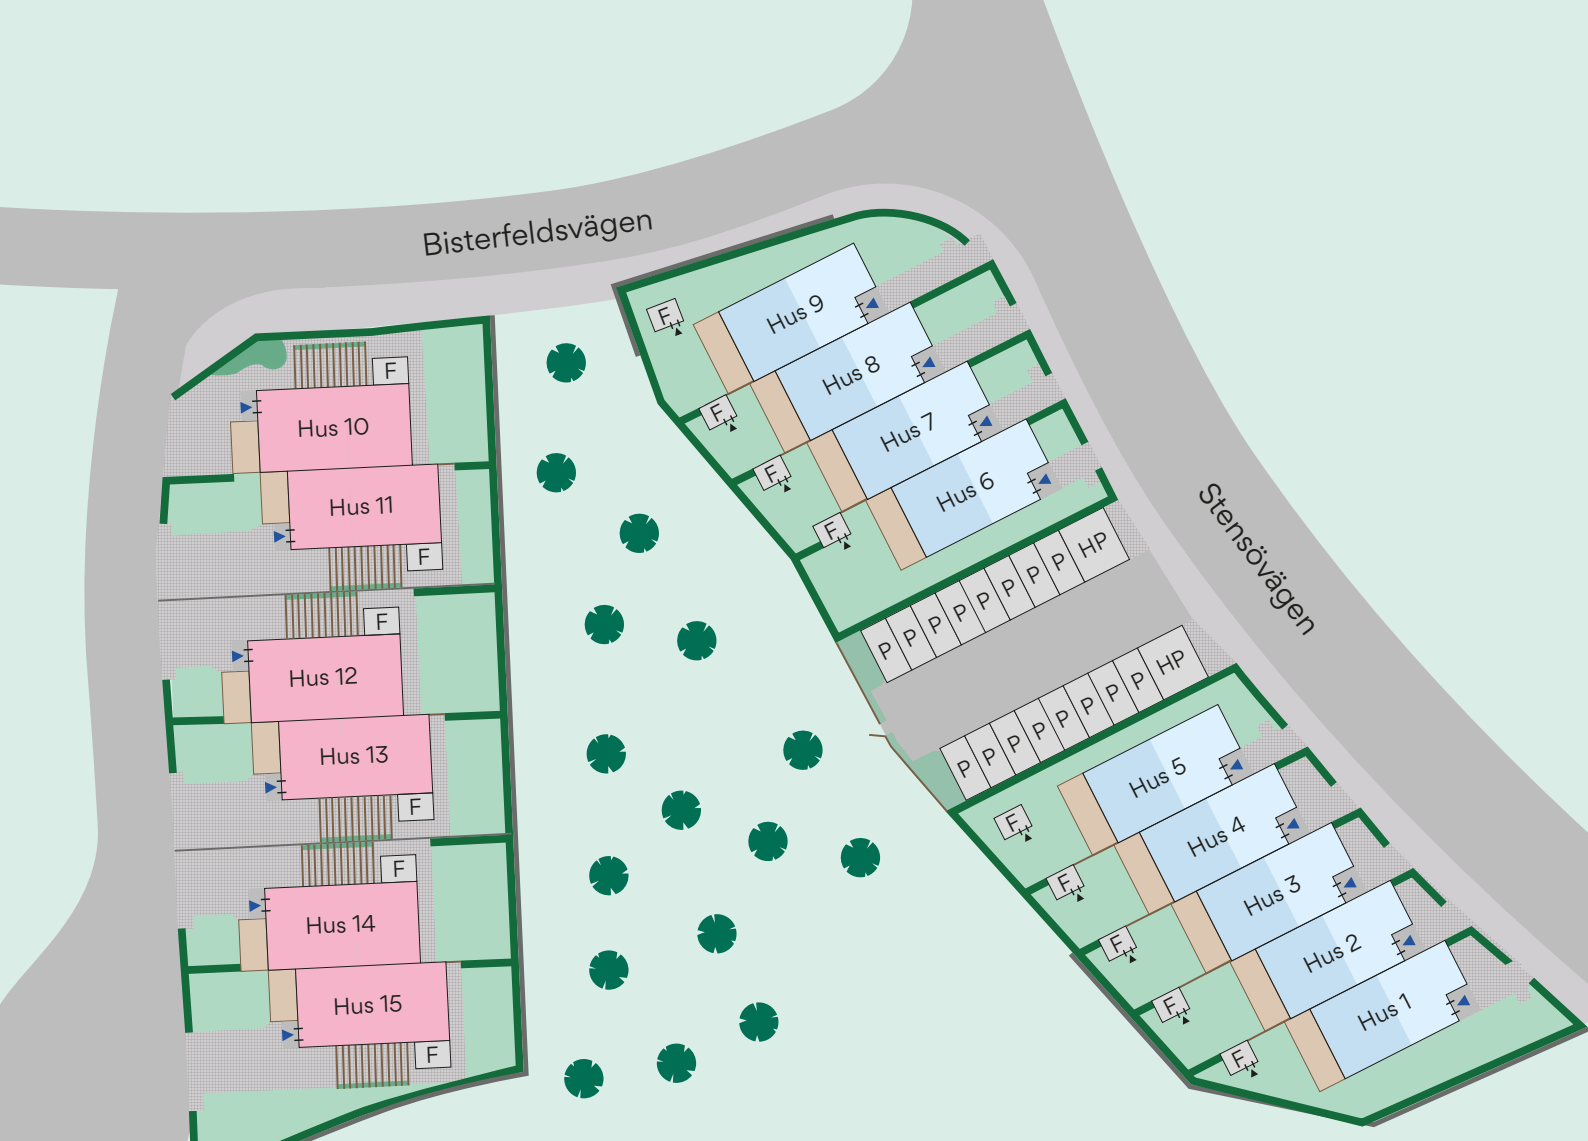 Bisterfeldsvägen
Stensövägen
F
Hus 10
Hus 11
F
F
Hus 12
Hus 13
F
F
Hus 14
Hus 15
F
F
Hus 9
F
Hus 8
F
Hus 7
F
Hus 6
P P P P P P P P HP
P P P P P P P P HP
F
Hus 5
F
Hus 4
F
Hus 3
F
Hus 2
F
Hus 1